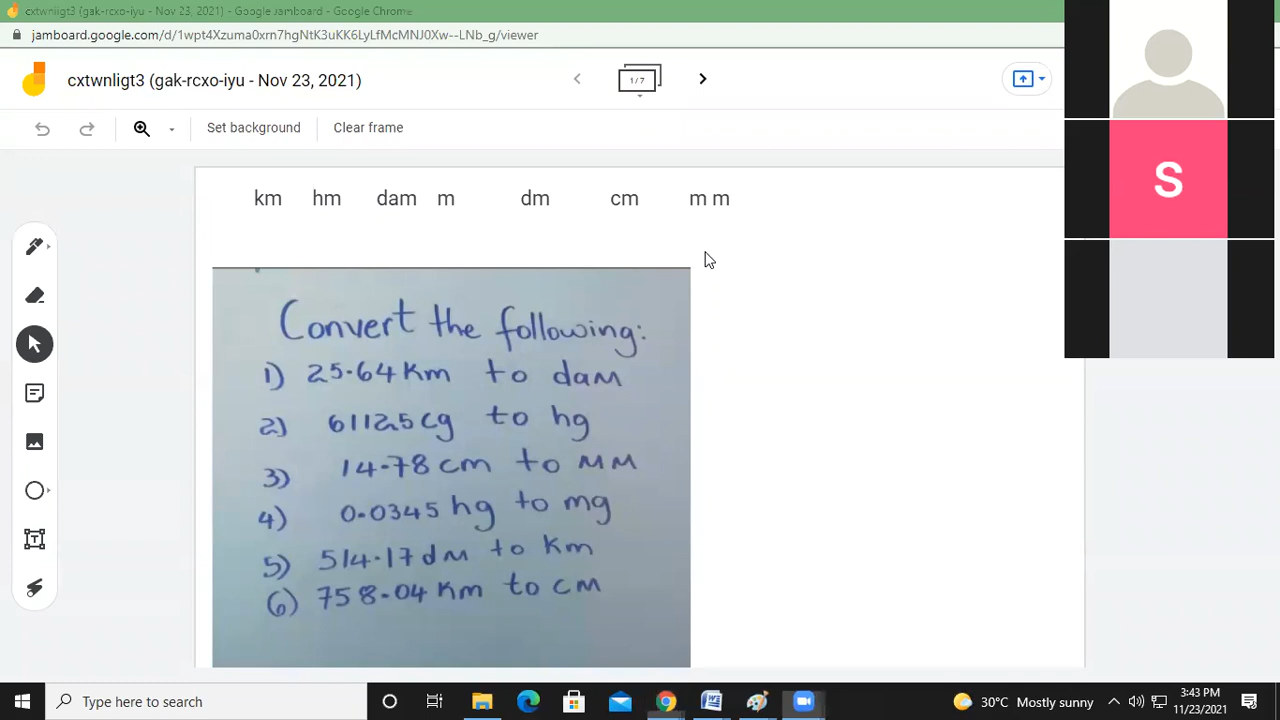 cxtwnligt3 (gak-rcxo-iyu - Nov 23, 2021) - Google Jamboard - Google Chrome
jamboard.google.com/d/1wpt4Xzuma0xrn7hgNtK3uKK6LyLfMcMNJ0Xw--LNb_g/viewer
cxtwnligt3 (gak-rcxo-iyu - Nov 23, 2021)
1/7
Set background Clear frame
km hm dam m dm cm m m
S
Convert the following:
1) 25.64 km to dam
2) 6112.5 cg to hg
3) 14.78 cm to MM
4) 0.0345 hg to mg
5) 514.17 dm to km
6) 758.04 km to cm
Type here to search
30°C Mostly sunny
3:43 PM
11/23/2021